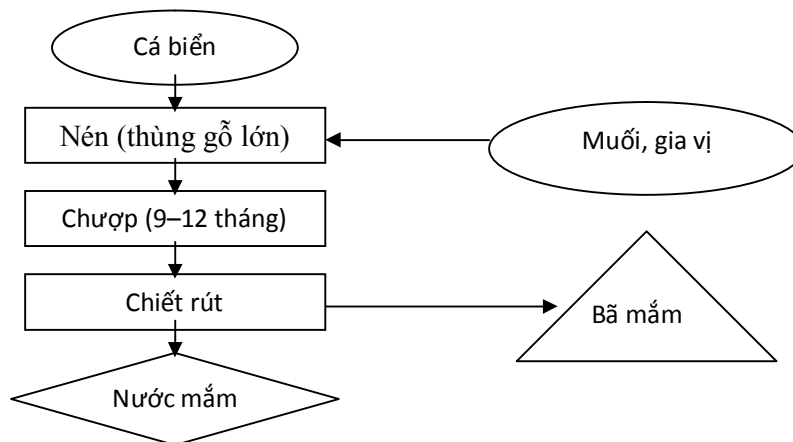 Cá biển
Nén (thùng gỗ lớn)
Muối, gia vị
Chượp (9–12 tháng)
Chiết rút
Bã mắm
Nước mắm